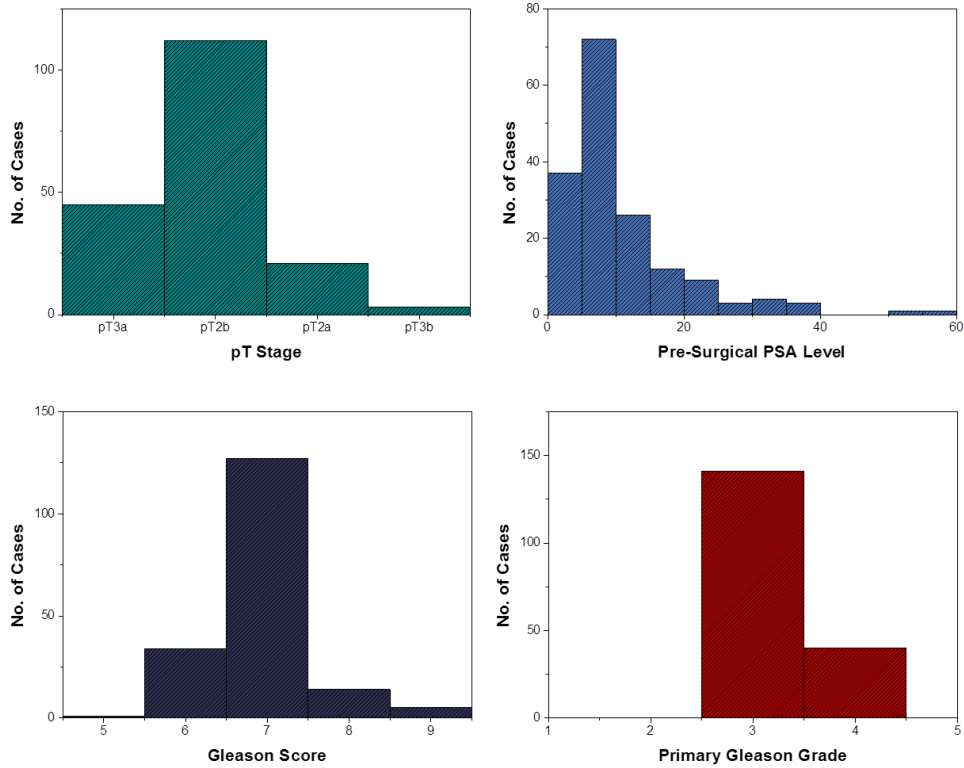 100
50
0
No. of Cases
pT3a pT2b pT2a pT3b
pT Stage
80
60
40
20
0
No. of Cases
0 20 40 60
Pre-Surgical PSA Level
150
100
50
0
No. of Cases
5 6 7 8 9
Gleason Score
150
100
50
0
No. of Cases
1 2 3 4 5
Primary Gleason Grade